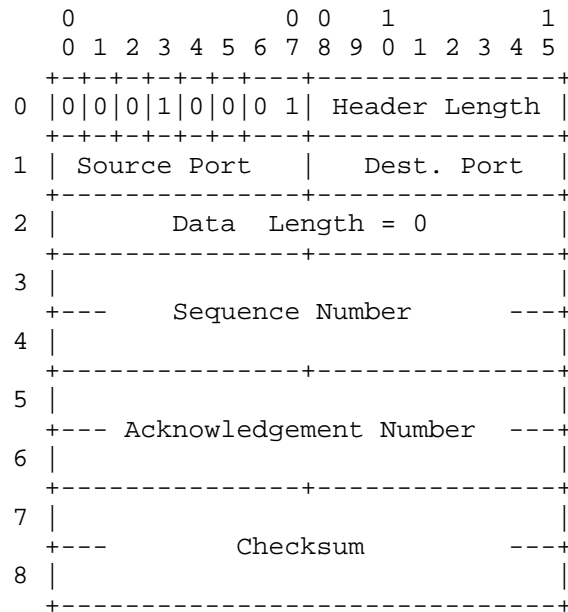 0             0 0   1         1
 0 1 2 3 4 5 6 7 8 9 0 1 2 3 4 5
+-+-+-+-+-+-+---+---------------+
0 |0|0|0|1|0|0|0 1| Header Length |
+-+-+-+-+-+-+---+---------------+
1 | Source Port   |   Dest. Port  |
+---------------+---------------+
2 |       Data  Length = 0        |
+---------------+---------------+
3 |                               |
+---    Sequence Number      ---+
4 |                               |
+---------------+---------------+
5 |                               |
+--- Acknowledgement Number  ---+
6 |                               |
+---------------+---------------+
7 |                               |
+---        Checksum         ---+
8 |                               |
+-------------------------------+